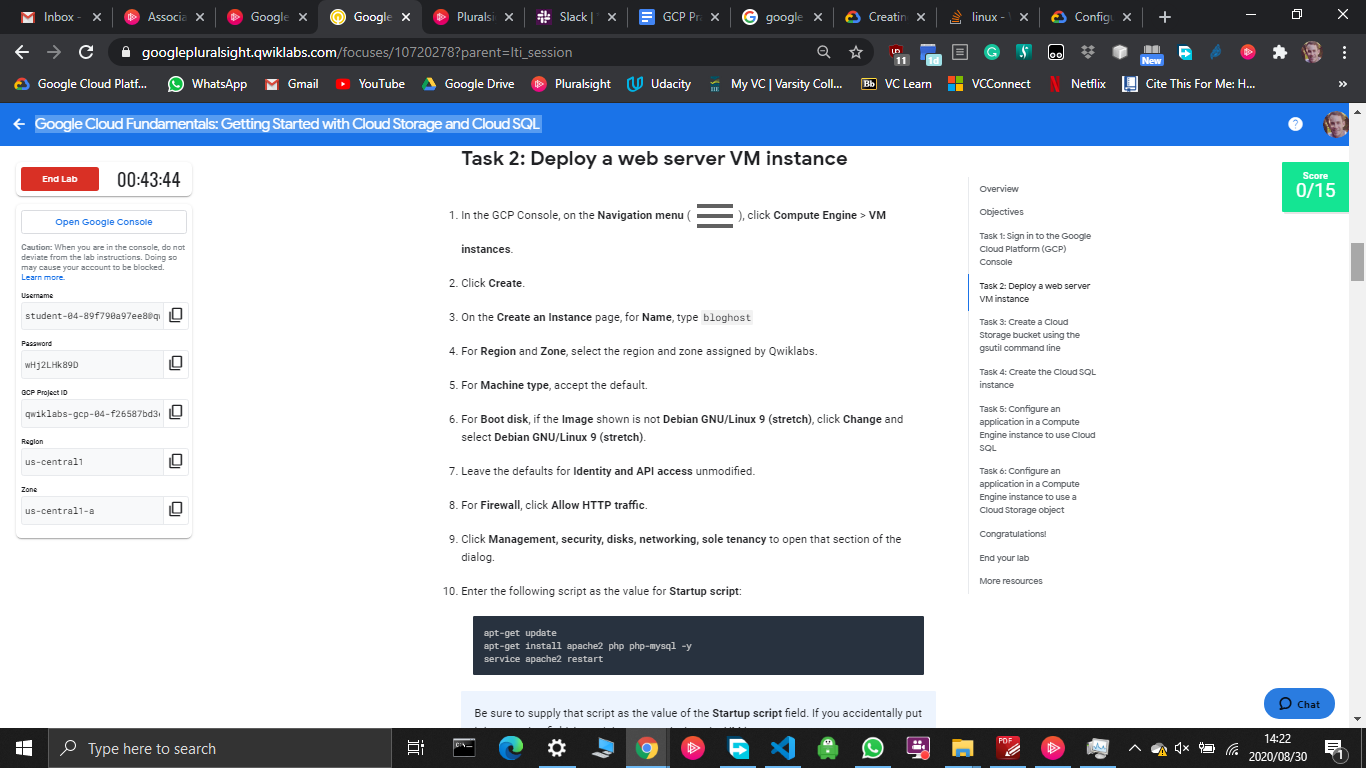 Inbox -
Associa
Google
Google
Pluralsi
Slack |
GCP Pr
google
Creatin
linux -
Config
googlepluralsight.qwiklabs.com/focuses/10720278?parent=lti_session
11
1d
New
Google Cloud Platf...
WhatsApp
Gmail
YouTube
Google Drive
Pluralsight
Udacity
My VC | Varsity Coll...
Bb
VC Learn
VCConnect
Netflix
Cite This For Me: H...
»
Google Cloud Fundamentals: Getting Started with Cloud Storage and Cloud SQL
?
End Lab
00:43:44
Open Google Console
Caution: When you are in the console, do not
deviate from the lab instructions. Doing so
may cause your account to be blocked.
Learn more.
Username
student-04-89f790a97ee8@q
Password
wHj2LHk89D
GCP Project ID
qwiklabs-gcp-04-f26587bd3
Region
us-central1
Zone
us-central1-a
Task 2: Deploy a web server VM instance
1. In the GCP Console, on the Navigation menu ( ), click Compute Engine > VM
instances.
2. Click Create.
3. On the Create an Instance page, for Name, type bloghost
4. For Region and Zone, select the region and zone assigned by Qwiklabs.
5. For Machine type, accept the default.
6. For Boot disk, if the Image shown is not Debian GNU/Linux 9 (stretch), click Change and
select Debian GNU/Linux 9 (stretch).
7. Leave the defaults for Identity and API access unmodified.
8. For Firewall, click Allow HTTP traffic.
9. Click Management, security, disks, networking, sole tenancy to open that section of the
dialog.
10. Enter the following script as the value for Startup script:
apt-get update
apt-get install apache2 php php-mysql -y
service apache2 restart
Be sure to supply that script as the value of the Startup script field. If you accidentally put
Overview
Objectives
Task 1: Sign in to the Google
Cloud Platform (GCP)
Console
Task 2: Deploy a web server
VM instance
Task 3: Create a Cloud
Storage bucket using the
gsutil command line
Task 4: Create the Cloud SQL
instance
Task 5: Configure an
application in a Compute
Engine instance to use Cloud
SQL
Task 6: Configure an
application in a Compute
Engine instance to use a
Cloud Storage object
Congratulations!
End your lab
More resources
Score
0/15
Chat
Type here to search
PDF
14:22
2020/08/30
1